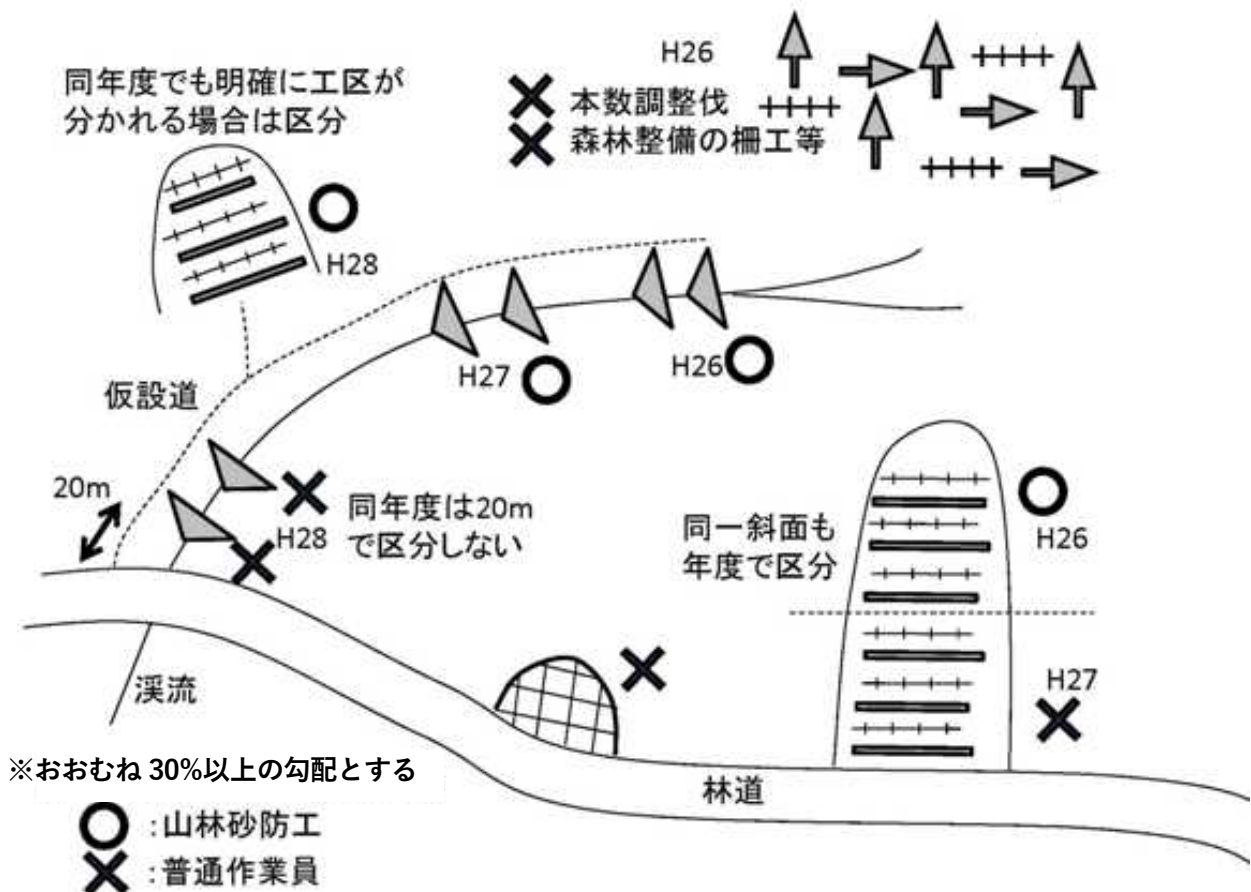 同年度でも明確に工区が
分かれる場合は区分
H26
本数調整伐
森林整備の柵工等
H28
H27
H26
仮設道
20m
H28
同年度は20m
で区分しない
同一斜面も
年度で区分
H26
H27
渓流
林道
※おおむね 30%以上の勾配とする
:山林砂防工
:普通作業員